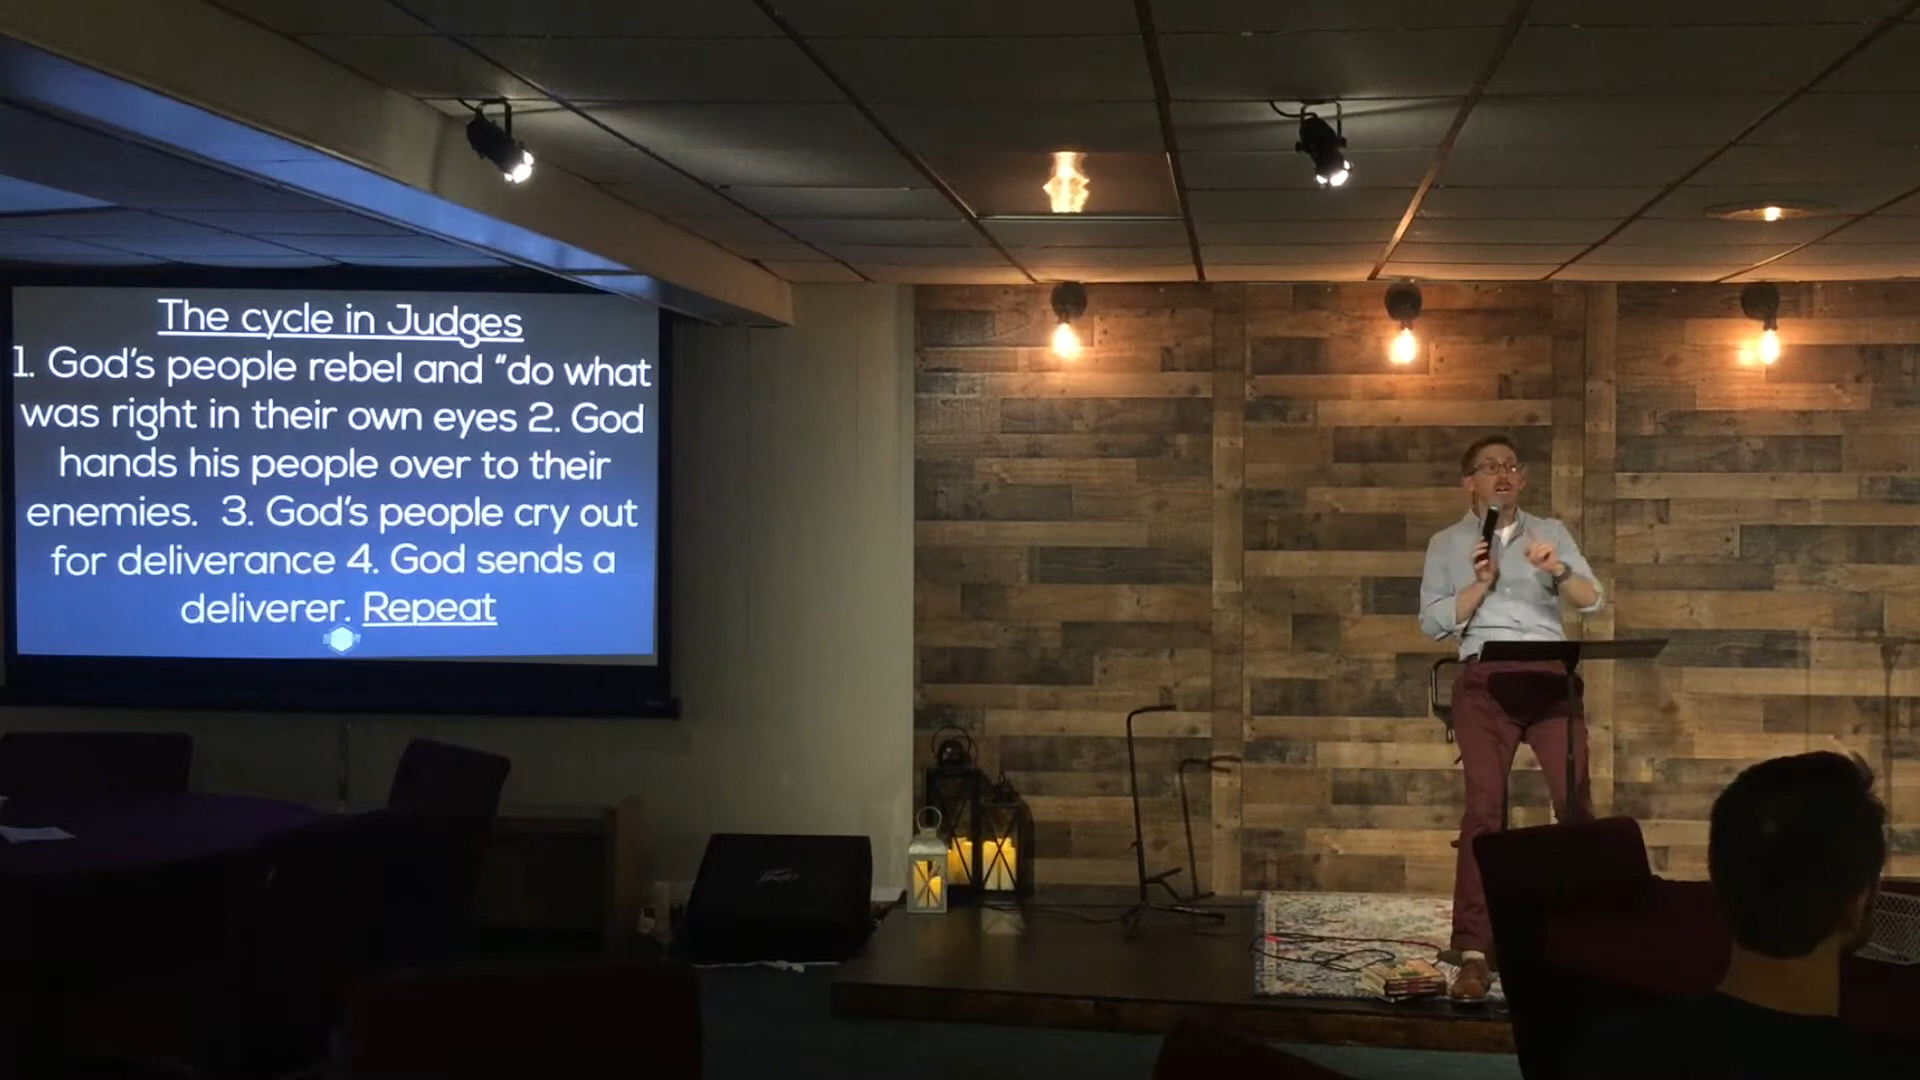 The cycle in Judges
1. God's people rebel and "do what
was right in their own eyes 2. God
hands his people over to their
enemies. 3. God's people cry out
for deliverance 4. God sends a
deliverer. Repeat